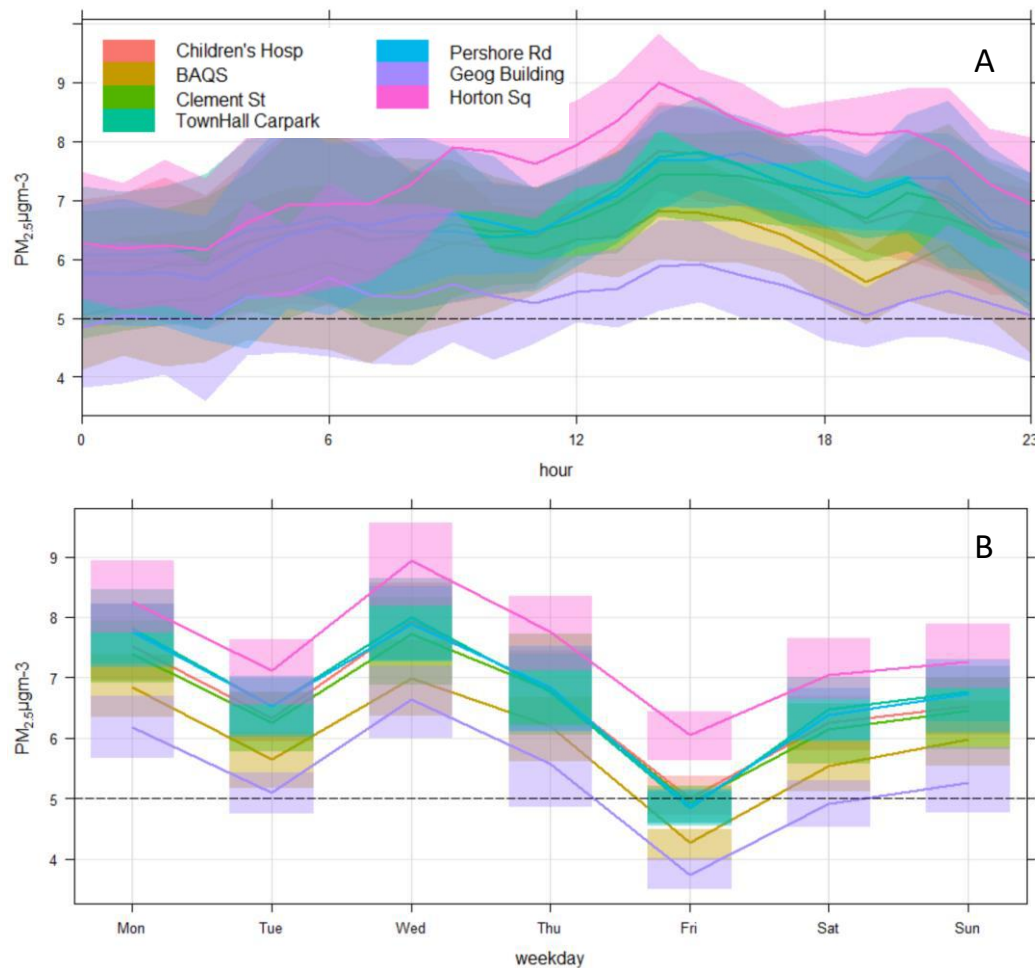 A
Children's Hosp
BAQS
Clement St
TownHall Carpark
Pershore Rd
Geog Building
Horton Sq
PM2.5µgm-3
9
8
7
6
5
4
0 6 12 18 23
hour
B
PM2.5µgm-3
9
8
7
6
5
4
Mon Tue Wed Thu Fri Sat Sun
weekday